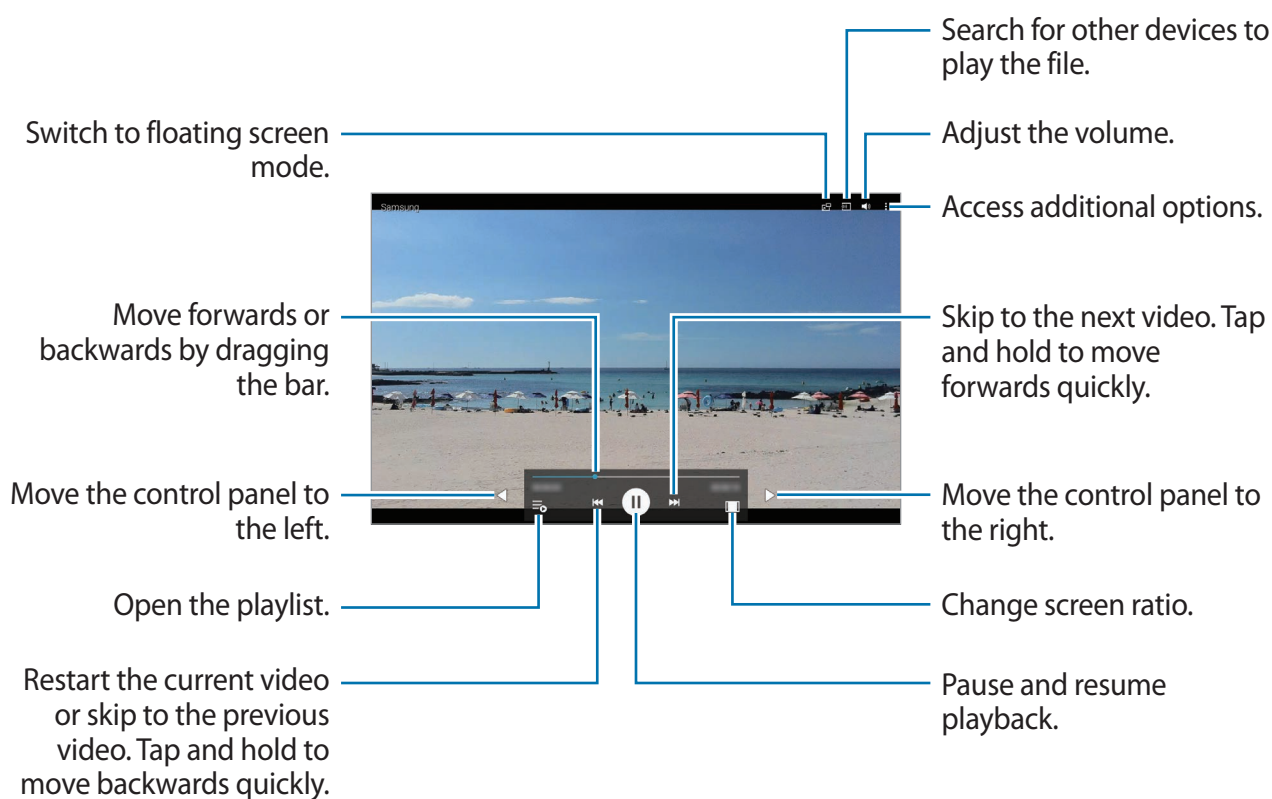 Search for other devices to
play the file.
Switch to floating screen
mode.
Adjust the volume.
Samsung
Access additional options.
Move forwards or
backwards by dragging
the bar.
Skip to the next video. Tap
and hold to move
forwards quickly.
Move the control panel to
the left.
Move the control panel to
the right.
Open the playlist.
Change screen ratio.
Restart the current video
or skip to the previous
video. Tap and hold to
move backwards quickly.
Pause and resume
playback.